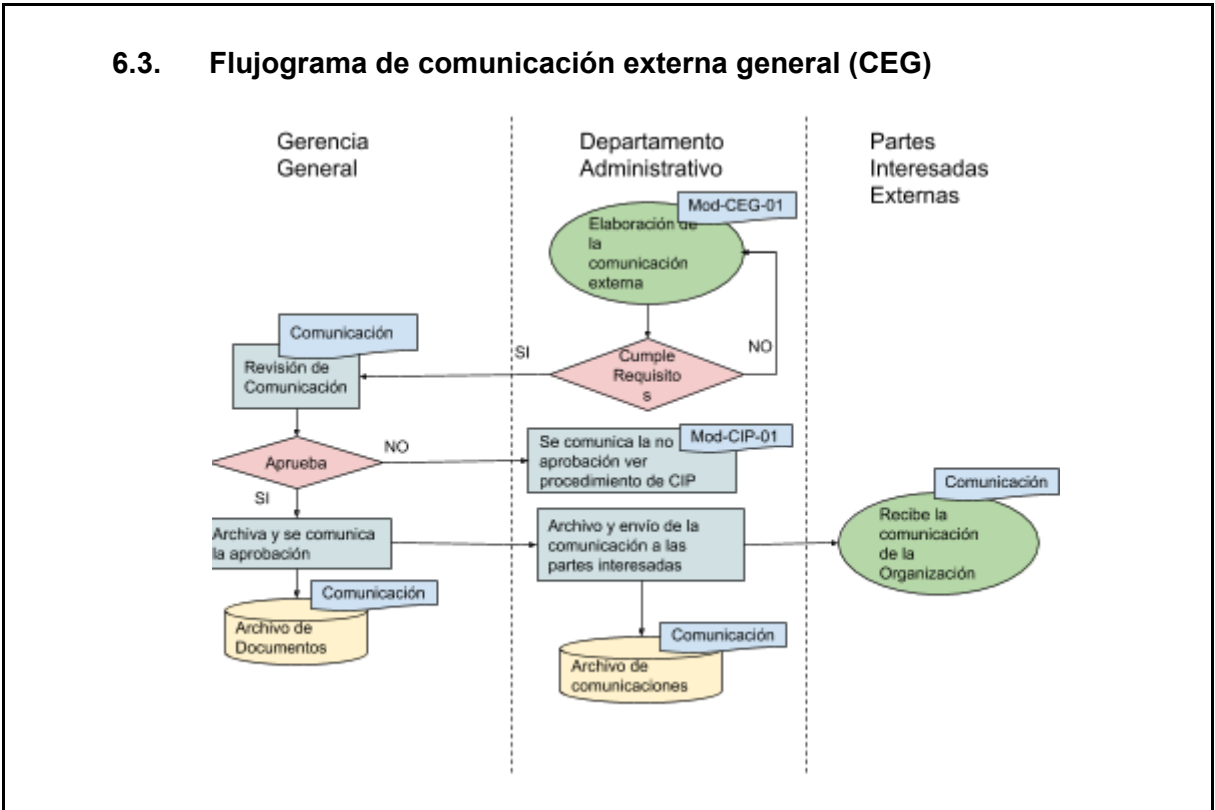 6.3. Flujograma de comunicación externa general (CEG)
Gerencia
General
Departamento
Administrativo
Partes
Interesadas
Externas
Mod-CEG-01
Elaboración de
la
comunicación
externa
Comunicación
SI
Cumple
Requisito
s
NO
Revisión de
Comunicación
Aprueba
NO
Se comunica la no
aprobación ver
procedimiento de CIP
Mod-CIP-01
SI
Comunicación
Archiva y se comunica
la aprobación
Archivo y envío de la
comunicación a las
partes interesadas
Recibe la
comunicación
de la
Organización
Comunicación
Archivo de
Documentos
Comunicación
Archivo de
comunicaciones